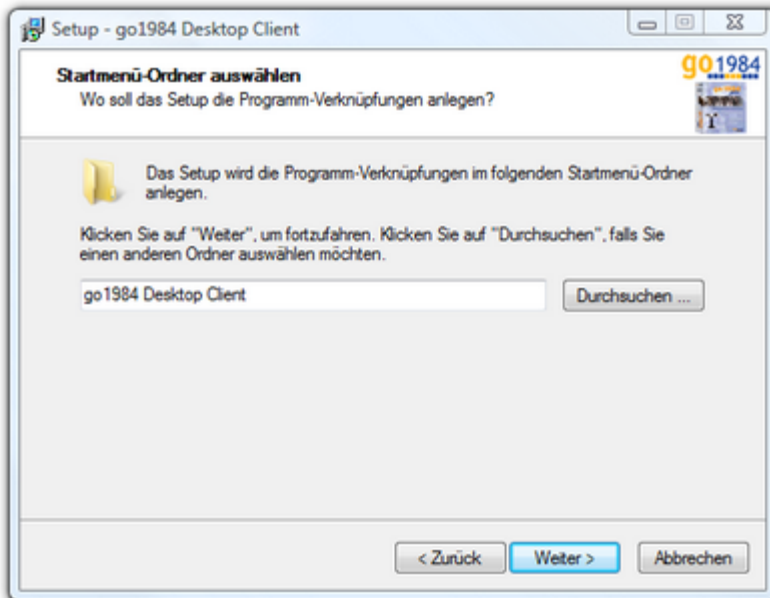 Setup - go1984 Desktop Client
Startmenü-Ordner auswählen
go1984
Wo soll das Setup die Programm-Verknüpfungen anlegen?
Das Setup wird die Programm-Verknüpfungen im folgenden Startmenü-Ordner
anlegen.
Klicken Sie auf "Weiter", um fortzufahren. Klicken Sie auf "Durchsuchen", falls Sie
einen anderen Ordner auswählen möchten.
go1984 Desktop Client
Durchsuchen ...
< Zurück
Weiter >
Abbrechen